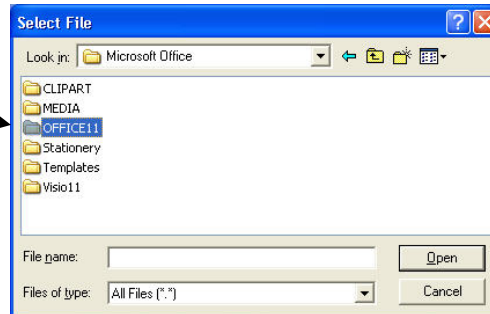 Select File
Look in: Microsoft Office
CLIPART
MEDIA
OFFICE11
Stationery
Templates
Visio11
File name:
Open
Files of type: All Files (*.*)
Cancel